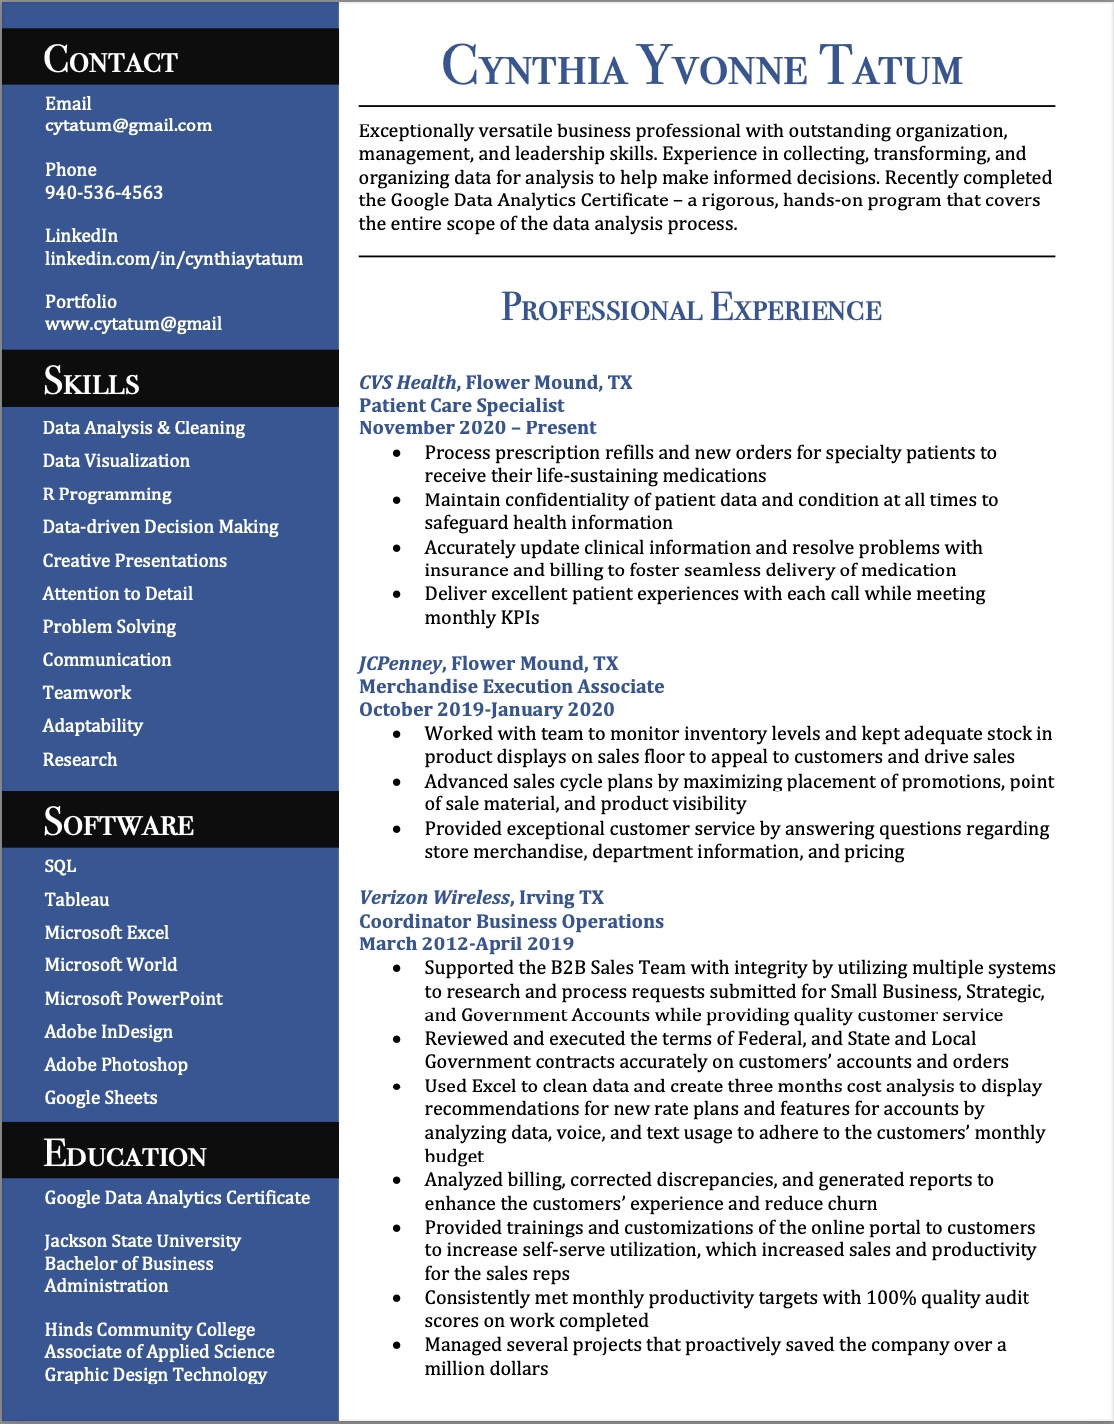 CONTACT
Email
cytatum@gmail.com
Phone
940-536-4563
LinkedIn
linkedin.com/in/cynthiaytatum
Portfolio
www.cytatum@gmail
SKILLS
Data Analysis & Cleaning
Data Visualization
R Programming
Data-driven Decision Making
Creative Presentations
Attention to Detail
Problem Solving
Communication
Teamwork
Adaptability
Research
SOFTWARE
SQL
Tableau
Microsoft Excel
Microsoft World
Microsoft PowerPoint
Adobe InDesign
Adobe Photoshop
Google Sheets
EDUCATION
Google Data Analytics Certificate
Jackson State University
Bachelor of Business
Administration
Hinds Community College
Associate of Applied Science
Graphic Design Technology
CYNTHIA YVONNE TATUM
Exceptionally versatile business professional with outstanding organization,
management, and leadership skills. Experience in collecting, transforming, and
organizing data for analysis to help make informed decisions. Recently completed
the Google Data Analytics Certificate – a rigorous, hands-on program that covers
the entire scope of the data analysis process.
PROFESSIONAL EXPERIENCE
CVS Health, Flower Mound, TX
Patient Care Specialist
November 2020 – Present
• Process prescription refills and new orders for specialty patients to
receive their life-sustaining medications
• Maintain confidentiality of patient data and condition at all times to
safeguard health information
• Accurately update clinical information and resolve problems with
insurance and billing to foster seamless delivery of medication
• Deliver excellent patient experiences with each call while meeting
monthly KPIs
JCPenney, Flower Mound, TX
Merchandise Execution Associate
October 2019-January 2020
• Worked with team to monitor inventory levels and kept adequate stock in
product displays on sales floor to appeal to customers and drive sales
• Advanced sales cycle plans by maximizing placement of promotions, point
of sale material, and product visibility
• Provided exceptional customer service by answering questions regarding
store merchandise, department information, and pricing
Verizon Wireless, Irving TX
Coordinator Business Operations
March 2012-April 2019
• Supported the B2B Sales Team with integrity by utilizing multiple systems
to research and process requests submitted for Small Business, Strategic,
and Government Accounts while providing quality customer service
• Reviewed and executed the terms of Federal, and State and Local
Government contracts accurately on customers’ accounts and orders
• Used Excel to clean data and create three months cost analysis to display
recommendations for new rate plans and features for accounts by
analyzing data, voice, and text usage to adhere to the customers’ monthly
budget
• Analyzed billing, corrected discrepancies, and generated reports to
enhance the customers’ experience and reduce churn
• Provided trainings and customizations of the online portal to customers
to increase self-serve utilization, which increased sales and productivity
for the sales reps
• Consistently met monthly productivity targets with 100% quality audit
scores on work completed
• Managed several projects that proactively saved the company over a
million dollars